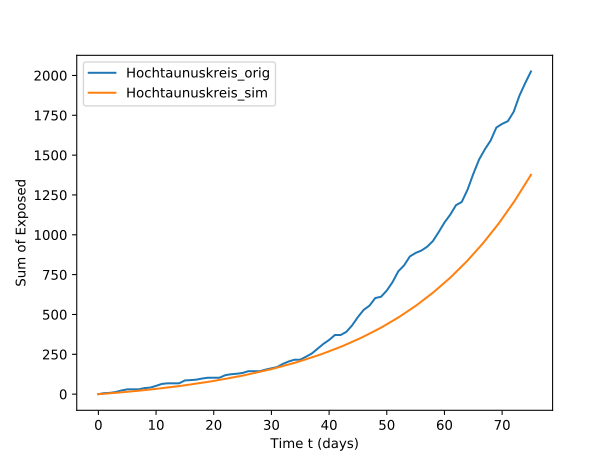 Hochtaunuskreis_orig
Hochtaunuskreis_sim
Sum of Exposed
2000
1750
1500
1250
1000
750
500
250
0
0 10 20 30 40 50 60 70
Time t (days)